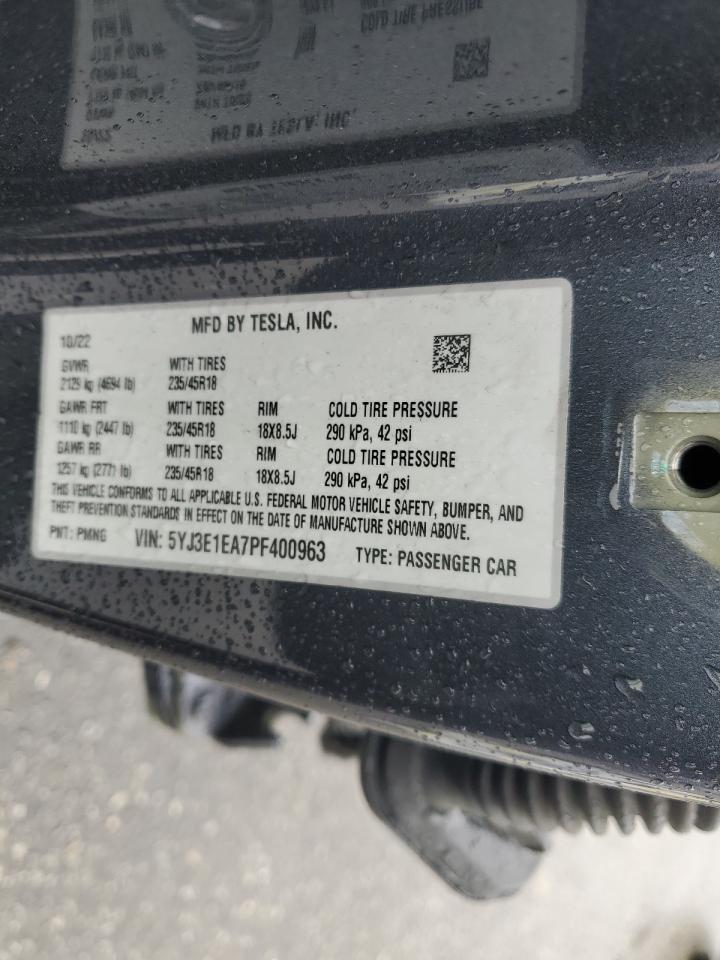 MFD BY TESLA, INC.
10/22
GVWR WITH TIRES
2129 kg (4694 lb) 235/45R18
GAWR FRT WITH TIRES RIM COLD TIRE PRESSURE
1110 kg (2447 lb) 235/45R18 18X8.5J 290 kPa, 42 psi
GAWR RR WITH TIRES RIM COLD TIRE PRESSURE
1257 kg (2771 lb) 235/45R18 18X8.5J 290 kPa, 42 psi
THIS VEHICLE CONFORMS TO ALL APPLICABLE U.S. FEDERAL MOTOR VEHICLE SAFETY, BUMPER, AND
THEFT PREVENTION STANDARDS IN EFFECT ON THE DATE OF MANUFACTURE SHOWN ABOVE.
PNT: PMNG VIN: 5YJ3E1EA7PF400963 TYPE: PASSENGER CAR